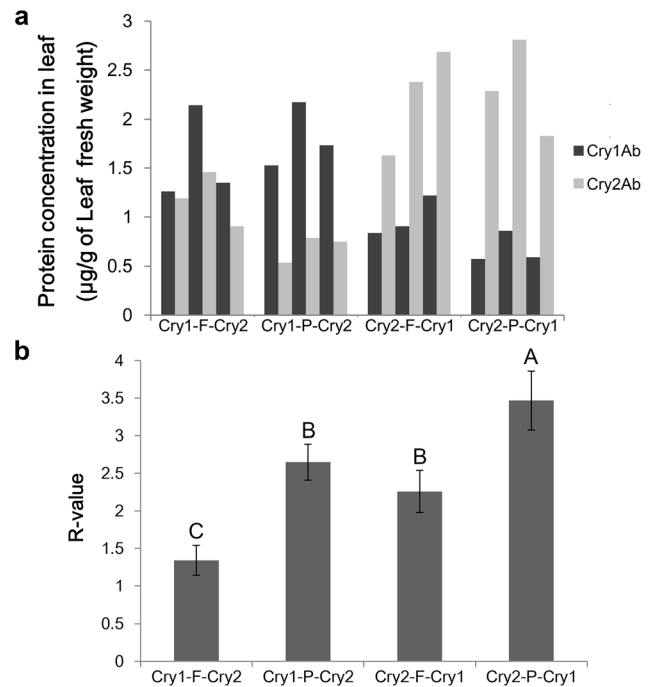 a
Protein concentration in leaf
(µg/g of Leaf fresh weight)
3
2.5
2
1.5
1
0.5
0
Cry1Ab
Cry2Ab
Cry1-F-Cry2 Cry1-P-Cry2 Cry2-F-Cry1 Cry2-P-Cry1
b
R-value
4
3.5
3
2.5
2
1.5
1
0.5
0
C
B
B
A
Cry1-F-Cry2 Cry1-P-Cry2 Cry2-F-Cry1 Cry2-P-Cry1